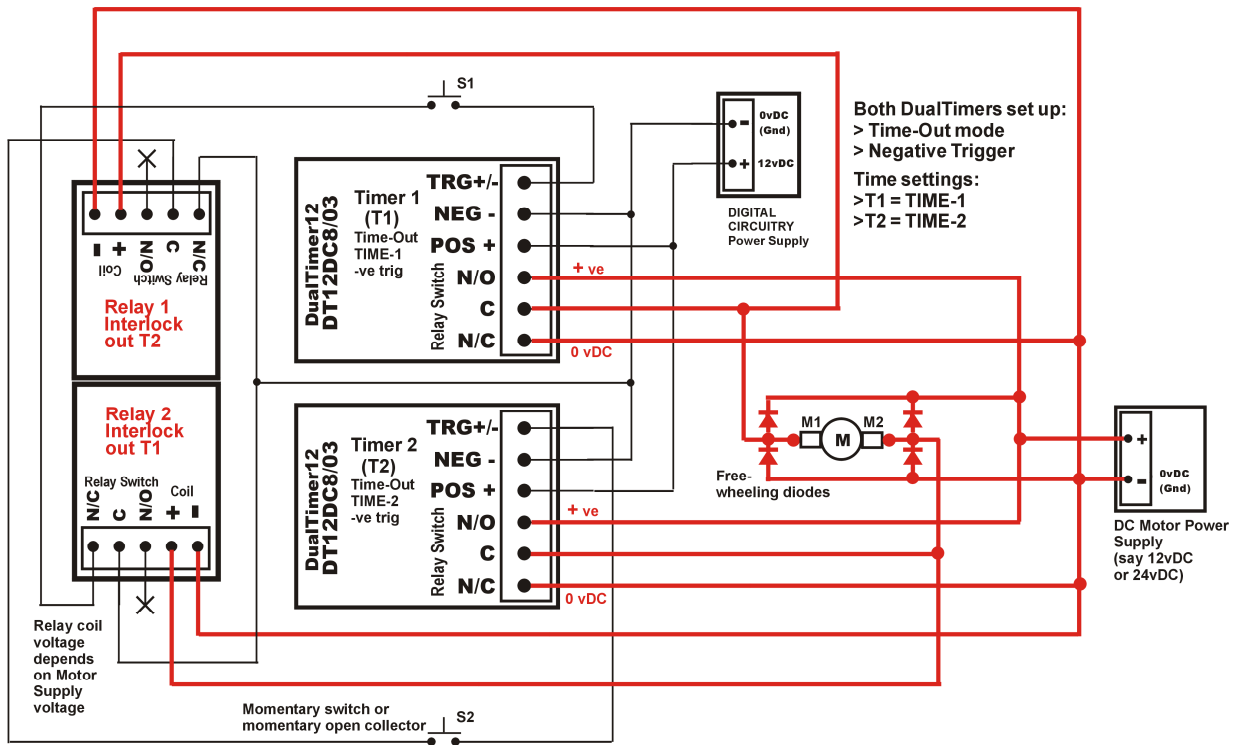 S1
0vDC
(Gnd)
12vDC
DIGITAL
CIRCUITRY
Power Supply
Both DualTimers set up:
> Time-Out mode
> Negative Trigger
Time settings:
>T1 = TIME-1
>T2 = TIME-2
- + N/O C N/C
Coil
Relay Switch
Relay 1
Interlock
out T2
DualTimer12
DT12DC8/03
Timer 1
(T1)
Time-Out
TIME-1
-ve trig
Relay Switch
TRG+/-
NEG -
POS +
N/O
C
N/C
+ ve
0 vDC
Relay 2
Interlock
out T1
Relay Switch
Coil
N/C C N/O + -
DualTimer12
DT12DC8/03
Timer 2
(T2)
Time-Out
TIME-2
-ve trig
Relay Switch
TRG+/-
NEG -
POS +
N/O
C
N/C
+ ve
0 vDC
M1
M
M2
Free-
wheeling diodes
+
-
0vDC
(Gnd)
DC Motor Power
Supply
(say 12vDC
or 24vDC)
Relay coil
voltage
depends
on Motor
Supply
voltage
Momentary switch or
momentary open collector
S2